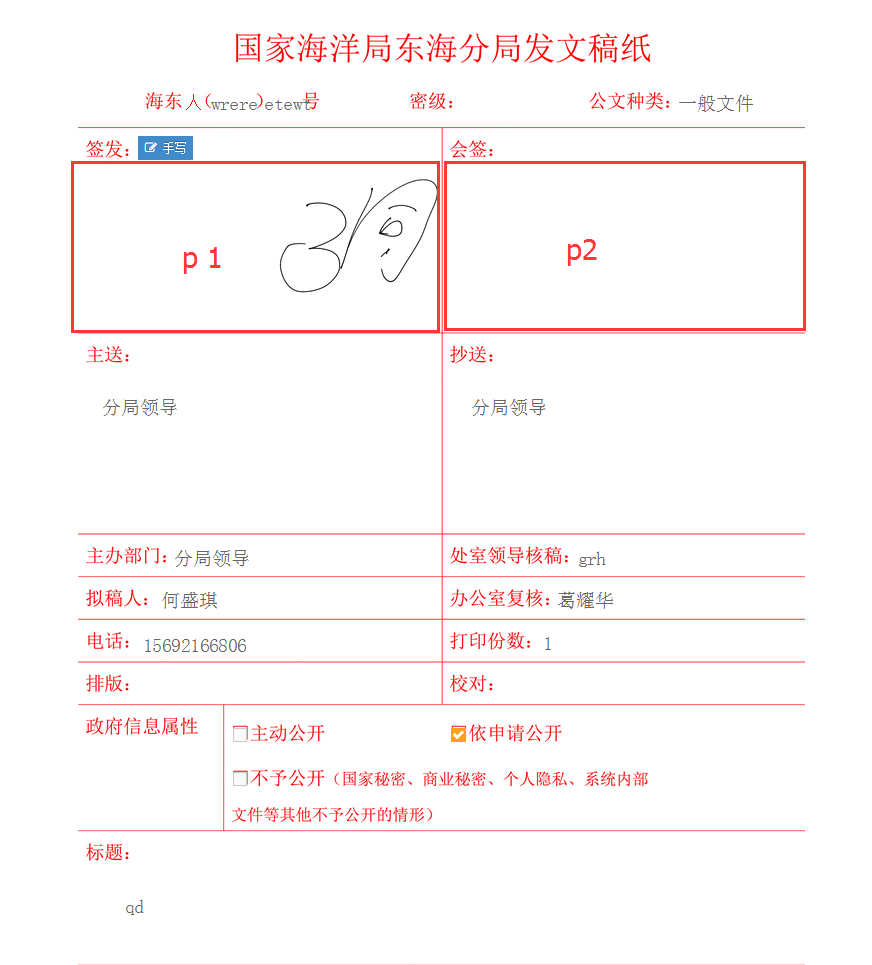 国家海洋局东海分局发文稿纸
海东人(wrere)etewt号 密级： 公文种类：一般文件
签发： 手写 会签：
p 1 p2
主送： 抄送：
分局领导 分局领导
主办部门：分局领导 处室领导核稿：grh
拟稿人：何盛琪 办公室复核：葛耀华
电话：15692166806 打印份数：1
排版： 校对：
政府信息属性 主动公开 依申请公开
不予公开（国家秘密、商业秘密、个人隐私、系统内部
文件等其他不予公开的情形）
标题：
qd